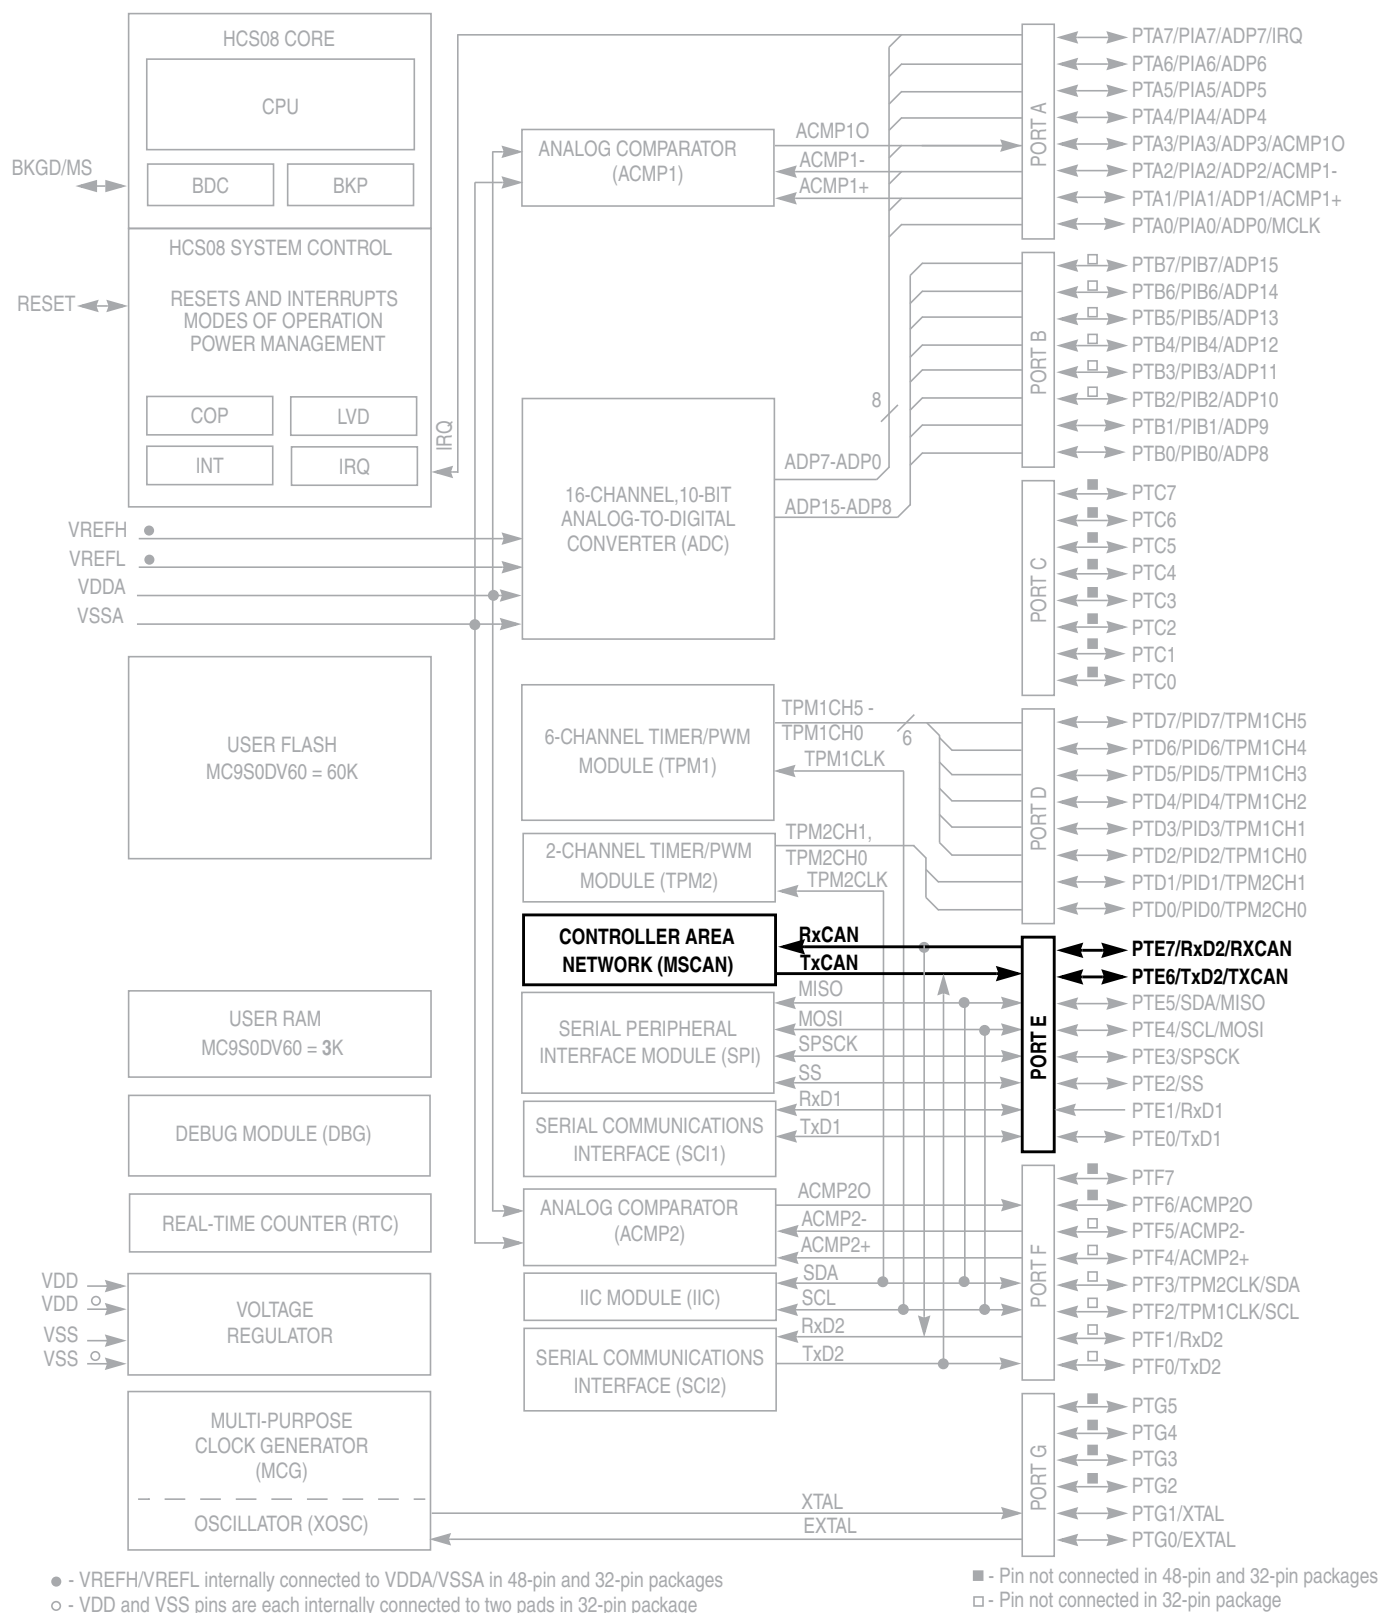 HCS08 CORE
CPU
BKGD/MS
BDC
BKP
HCS08 SYSTEM CONTROL
RESET
RESETS AND INTERRUPTS
MODES OF OPERATION
POWER MANAGEMENT
COP
LVD
INT
IRQ
IRQ
VREFH
VREFL
VDDA
VSSA
USER FLASH
MC9S0DV60 = 60K
USER RAM
MC9S0DV60 = 3K
DEBUG MODULE (DBG)
REAL-TIME COUNTER (RTC)
VDD
VDD
VSS
VSS
VOLTAGE
REGULATOR
MULTI-PURPOSE
CLOCK GENERATOR
(MCG)
OSCILLATOR (XOSC)
ANALOG COMPARATOR
(ACMP1)
ACMP1O
ACMP1-
ACMP1+
16-CHANNEL,10-BIT
ANALOG-TO-DIGITAL
CONVERTER (ADC)
8
ADP7-ADP0
ADP15-ADP8
6-CHANNEL TIMER/PWM
MODULE (TPM1)
TPM1CH5 -
TPM1CH0
6
TPM1CLK
2-CHANNEL TIMER/PWM
MODULE (TPM2)
TPM2CH1,
TPM2CH0
TPM2CLK
CONTROLLER AREA
NETWORK (MSCAN)
RxCAN
TxCAN
SERIAL PERIPHERAL
INTERFACE MODULE (SPI)
MISO
MOSI
SPSCK
SS
SERIAL COMMUNICATIONS
INTERFACE (SCI1)
RxD1
TxD1
ANALOG COMPARATOR
(ACMP2)
ACMP2O
ACMP2-
ACMP2+
IIC MODULE (IIC)
SDA
SCL
SERIAL COMMUNICATIONS
INTERFACE (SCI2)
RxD2
TxD2
XTAL
EXTAL
PORT A
PTA7/PIA7/ADP7/IRQ
PTA6/PIA6/ADP6
PTA5/PIA5/ADP5
PTA4/PIA4/ADP4
PTA3/PIA3/ADP3/ACMP1O
PTA2/PIA2/ADP2/ACMP1-
PTA1/PIA1/ADP1/ACMP1+
PTA0/PIA0/ADP0/MCLK
PORT B
PTB7/PIB7/ADP15
PTB6/PIB6/ADP14
PTB5/PIB5/ADP13
PTB4/PIB4/ADP12
PTB3/PIB3/ADP11
PTB2/PIB2/ADP10
PTB1/PIB1/ADP9
PTB0/PIB0/ADP8
PORT C
PTC7
PTC6
PTC5
PTC4
PTC3
PTC2
PTC1
PTC0
PORT D
PTD7/PID7/TPM1CH5
PTD6/PID6/TPM1CH4
PTD5/PID5/TPM1CH3
PTD4/PID4/TPM1CH2
PTD3/PID3/TPM1CH1
PTD2/PID2/TPM1CH0
PTD1/PID1/TPM2CH1
PTD0/PID0/TPM2CH0
PORT E
PTE7/RxD2/RXCAN
PTE6/TxD2/TXCAN
PTE5/SDA/MISO
PTE4/SCL/MOSI
PTE3/SPSCK
PTE2/SS
PTE1/RxD1
PTE0/TxD1
PORT F
PTF7
PTF6/ACMP2O
PTF5/ACMP2-
PTF4/ACMP2+
PTF3/TPM2CLK/SDA
PTF2/TPM1CLK/SCL
PTF1/RxD2
PTF0/TxD2
PORT G
PTG5
PTG4
PTG3
PTG2
PTG1/XTAL
PTG0/EXTAL
● - VREFH/VREFL internally connected to VDDA/VSSA in 48-pin and 32-pin packages
○ - VDD and VSS pins are each internally connected to two pads in 32-pin package
■ - Pin not connected in 48-pin and 32-pin packages
□ - Pin not connected in 32-pin package